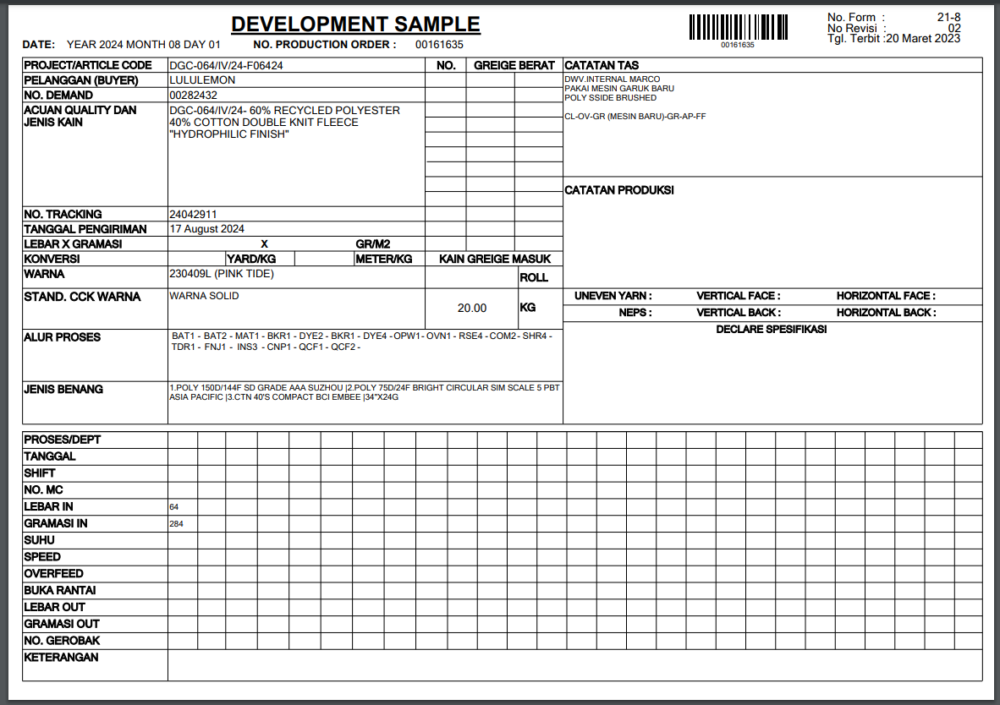 DEVELOPMENT SAMPLE
DATE: YEAR 2024 MONTH 08 DAY 01 NO. PRODUCTION ORDER : 00161635
00161635
No. Form : 21-8
No Revisi : 02
Tgl. Terbit :20 Maret 2023
PROJECT/ARTICLE CODE DGC-064/IV/24-F06424 NO. GREIGE BERAT CATATAN TAS
PELANGGAN (BUYER) LULULEMON
NO. DEMAND 00282432
ACUAN QUALITY DAN
JENIS KAIN
DGC-064/IV/24- 60% RECYCLED POLYESTER
40% COTTON DOUBLE KNIT FLEECE
"HYDROPHILIC FINISH"
DWV.INTERNAL MARCO
PAKAI MESIN GARUK BARU
POLY SSIDE BRUSHED
CL-OV-GR (MESIN BARU)-GR-AP-FF
CATATAN PRODUKSI
NO. TRACKING 24042911
TANGGAL PENGIRIMAN 17 August 2024
LEBAR X GRAMASI X GR/M2
KONVERSI YARD/KG METER/KG KAIN GREIGE MASUK
WARNA 230409L (PINK TIDE) ROLL
STAND. CCK WARNA WARNA SOLID 20.00 KG
UNEVEN YARN : VERTICAL FACE : HORIZONTAL FACE :
NEPS : VERTICAL BACK : HORIZONTAL BACK :
DECLARE SPESIFIKASI
ALUR PROSES BAT1 - BAT2 - MAT1 - BKR1 - DYE2 - BKR1 - DYE4 -OPW1- OVN1 - RSE4 -COM2- SHR4 -
TDR1 - FNJ1 - INS3 - CNP1 - QCF1 - QCF2 -
JENIS BENANG 1.POLY 150D/144F SD GRADE AAA SUZHOU |2.POLY 75D/24F BRIGHT CIRCULAR SIM SCALE 5 PBT
ASIA PACIFIC |3.CTN 40'S COMPACT BCI EMBEE |34"X24G
PROSES/DEPT
TANGGAL
SHIFT
NO. MC
LEBAR IN 64
GRAMASI IN 284
SUHU
SPEED
OVERFEED
BUKA RANTAI
LEBAR OUT
GRAMASI OUT
NO. GEROBAK
KETERANGAN